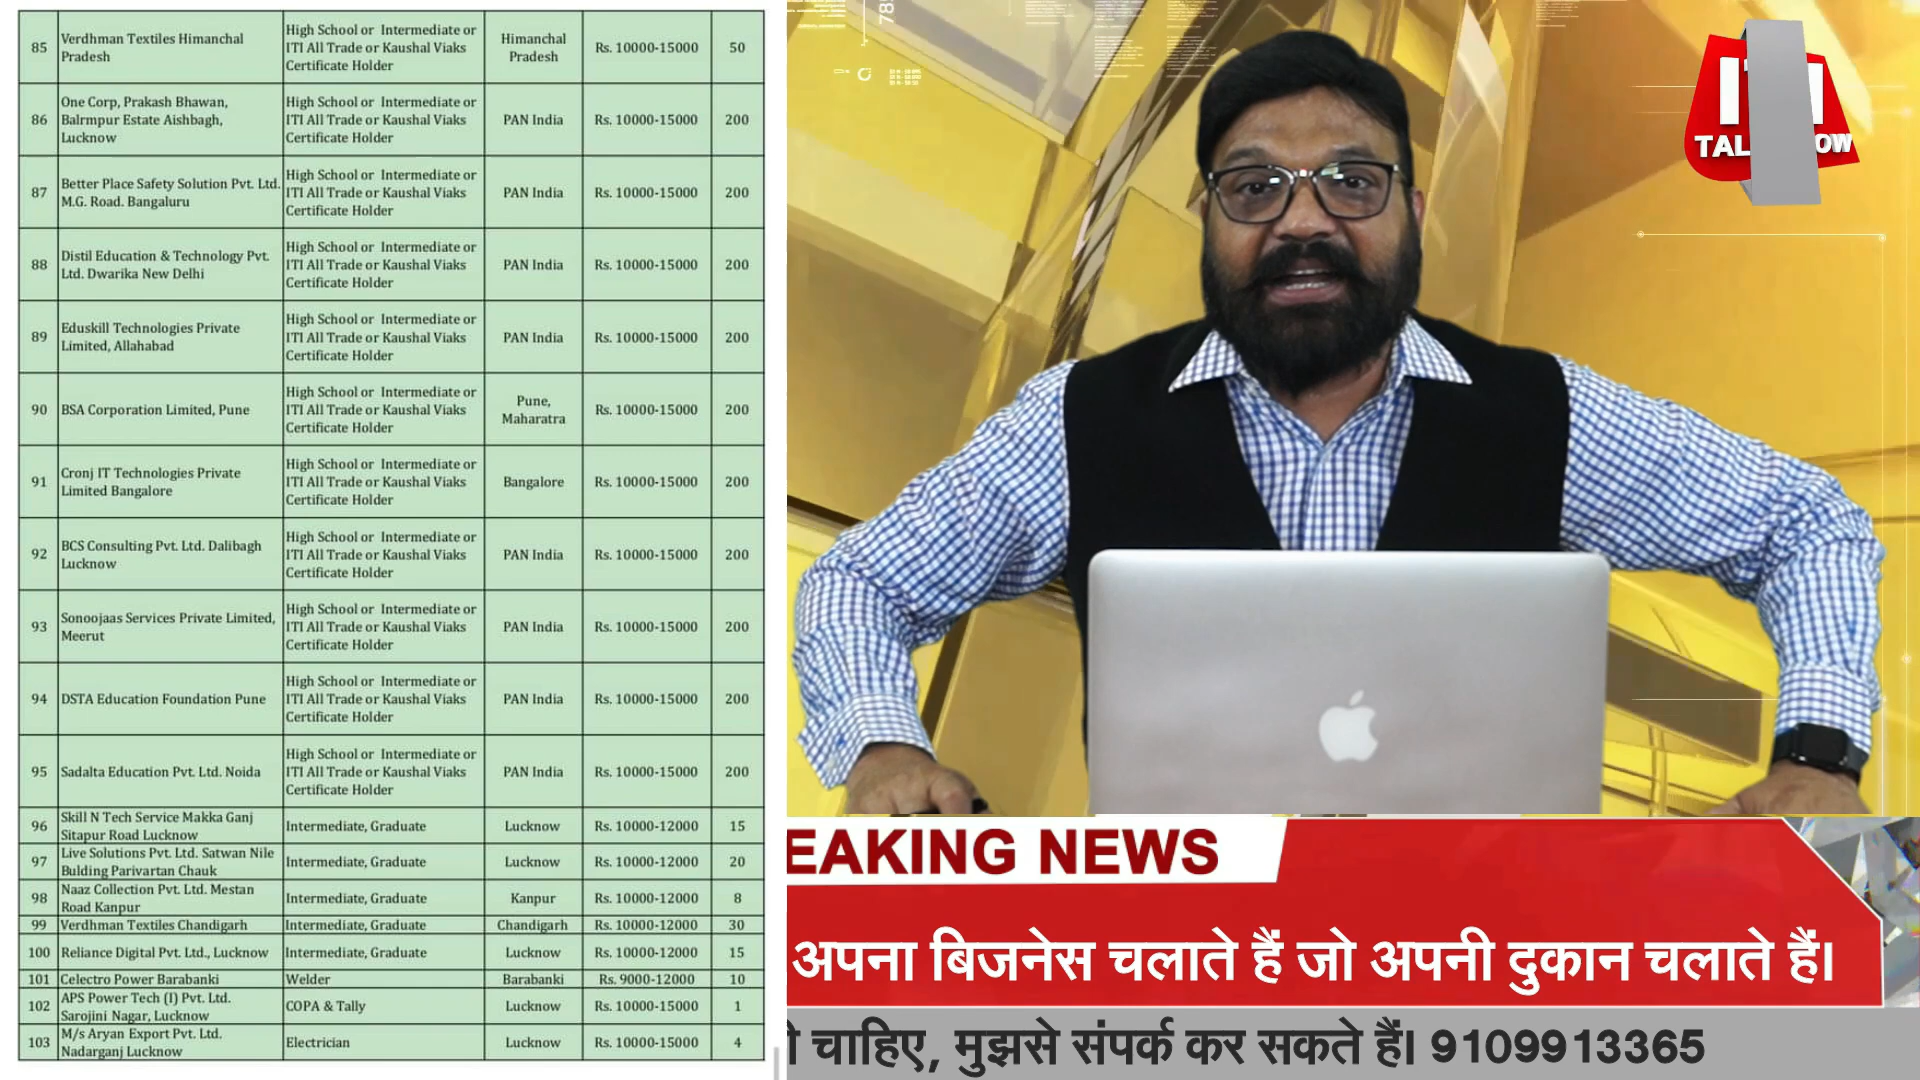 85 Verdhman Textiles Himanchal Pradesh High School or Intermediate or ITI All Trade or Kaushal Viaks Certificate Holder Himanchal Pradesh Rs. 10000-15000 50
86 One Corp, Prakash Bhawan, Balrmpur Estate Aishbagh, Lucknow High School or Intermediate or ITI All Trade or Kaushal Viaks Certificate Holder PAN India Rs. 10000-15000 200
87 Better Place Safety Solution Pvt. Ltd. M.G. Road. Bangaluru High School or Intermediate or ITI All Trade or Kaushal Viaks Certificate Holder PAN India Rs. 10000-15000 200
88 Distil Education & Technology Pvt. Ltd. Dwarika New Delhi High School or Intermediate or ITI All Trade or Kaushal Viaks Certificate Holder PAN India Rs. 10000-15000 200
89 Eduskill Technologies Private Limited, Allahabad High School or Intermediate or ITI All Trade or Kaushal Viaks Certificate Holder PAN India Rs. 10000-15000 200
90 BSA Corporation Limited, Pune High School or Intermediate or ITI All Trade or Kaushal Viaks Certificate Holder Pune, Maharatra Rs. 10000-15000 200
91 Cronj IT Technologies Private Limited Bangalore High School or Intermediate or ITI All Trade or Kaushal Viaks Certificate Holder Bangalore Rs. 10000-15000 200
92 BCS Consulting Pvt. Ltd. Dalibagh Lucknow High School or Intermediate or ITI All Trade or Kaushal Viaks Certificate Holder PAN India Rs. 10000-15000 200
93 Sonoojaas Services Private Limited, Meerut High School or Intermediate or ITI All Trade or Kaushal Viaks Certificate Holder PAN India Rs. 10000-15000 200
94 DSTA Education Foundation Pune High School or Intermediate or ITI All Trade or Kaushal Viaks Certificate Holder PAN India Rs. 10000-15000 200
95 Sadalta Education Pvt. Ltd. Noida High School or Intermediate or ITI All Trade or Kaushal Viaks Certificate Holder PAN India Rs. 10000-15000 200
96 Skill N Tech Service Makka Ganj Sitapur Road Lucknow Intermediate, Graduate Lucknow Rs. 10000-12000 15
97 Live Solutions Pvt. Ltd. Satwan Nile Bulding Parivartan Chauk Intermediate, Graduate Lucknow Rs. 10000-12000 20
98 Naaz Collection Pvt. Ltd. Mestan Road Kanpur Intermediate, Graduate Kanpur Rs. 10000-12000 8
99 Verdhman Textiles Chandigarh Intermediate, Graduate Chandigarh Rs. 10000-12000 30
100 Reliance Digital Pvt. Ltd., Lucknow Intermediate, Graduate Lucknow Rs. 10000-12000 15
101 Celectro Power Barabanki Welder Barabanki Rs. 9000-12000 10
102 APS Power Tech (I) Pvt. Ltd. Sarojini Nagar, Lucknow COPA & Tally Lucknow Rs. 10000-15000 1
103 M/s Aryan Export Pvt. Ltd. Nadarganj Lucknow Electrician Lucknow Rs. 10000-15000 4
EAKING NEWS
अपना बिजनेस चलाते हैं जो अपनी दुकान चलाते हैं।
चाहिए, मुझसे संपर्क कर सकते हैं। 9109913365